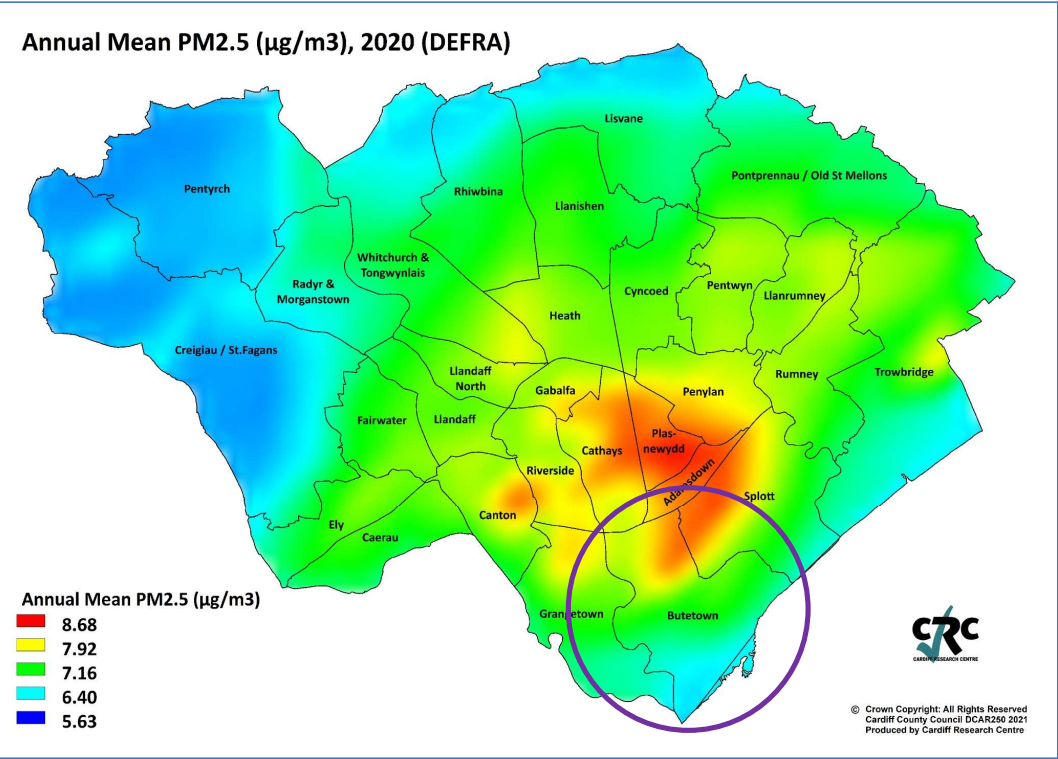 Annual Mean PM2.5 (µg/m3), 2020 (DEFRA)
Lisvane
Pentyrch
Rhiwbina
Pontprennau / Old St Mellons
Llanishen
Whitchurch &
Tongwynlais
Radyr &
Morganstown
Cyncoed
Pentwyn
Llanrumney
Heath
Creigiau / St.Fagans
Llandaff
North
Gabalfa
Penylan
Rumney
Trowbridge
Fairwater
Llandaff
Plas-
newydd
Cathays
Riverside
Adamsdown
Splott
Canton
Ely
Caerau
Grangetown
Butetown
Annual Mean PM2.5 (µg/m3)
8.68
7.92
7.16
6.40
5.63
CRC
CARDIFF RESEARCH CENTRE
© Crown Copyright: All Rights Reserved
Cardiff County Council DCAR250 2021
Produced by Cardiff Research Centre